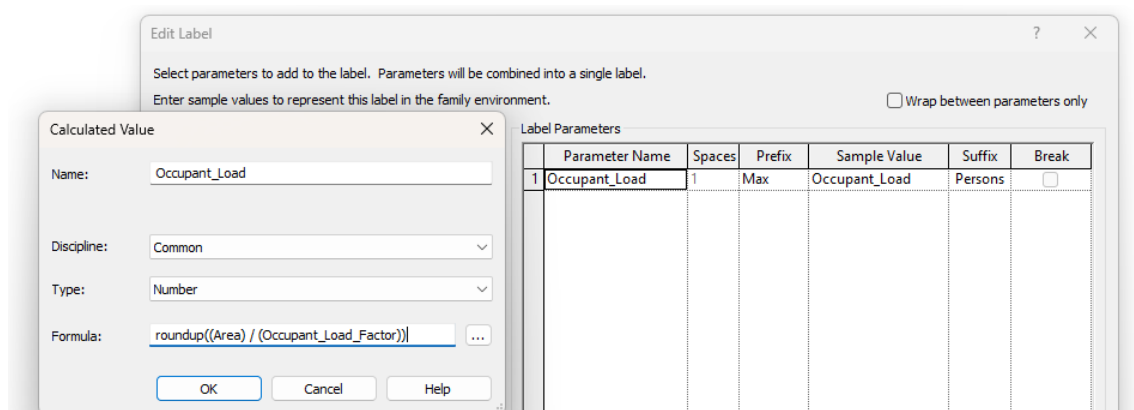 Edit Label ? ×
Select parameters to add to the label. Parameters will be combined into a single label.
Enter sample values to represent this label in the family environment.
Wrap between parameters only
Calculated Value ×
Name: Occupant_Load
Discipline: Common
Type: Number
Formula: roundup((Area) / (Occupant_Load_Factor)) ...
OK Cancel Help
Label Parameters
Parameter Name Spaces Prefix Sample Value Suffix Break
1 Occupant_Load 1 Max Occupant_Load Persons